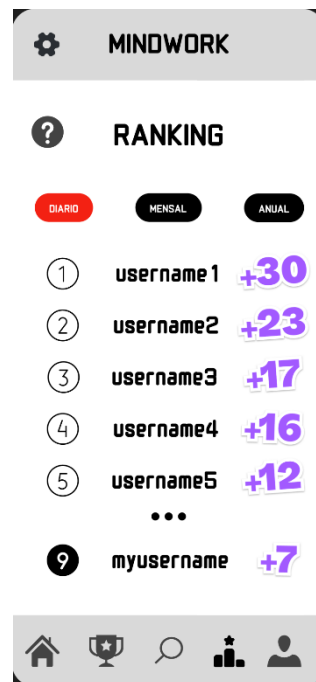 MINDWORK
? RANKING
DIARIO MENSAL ANUAL
1 username1 +30
2 username2 +23
3 username3 +17
4 username4 +16
5 username5 +12
•••
9 myusername +7